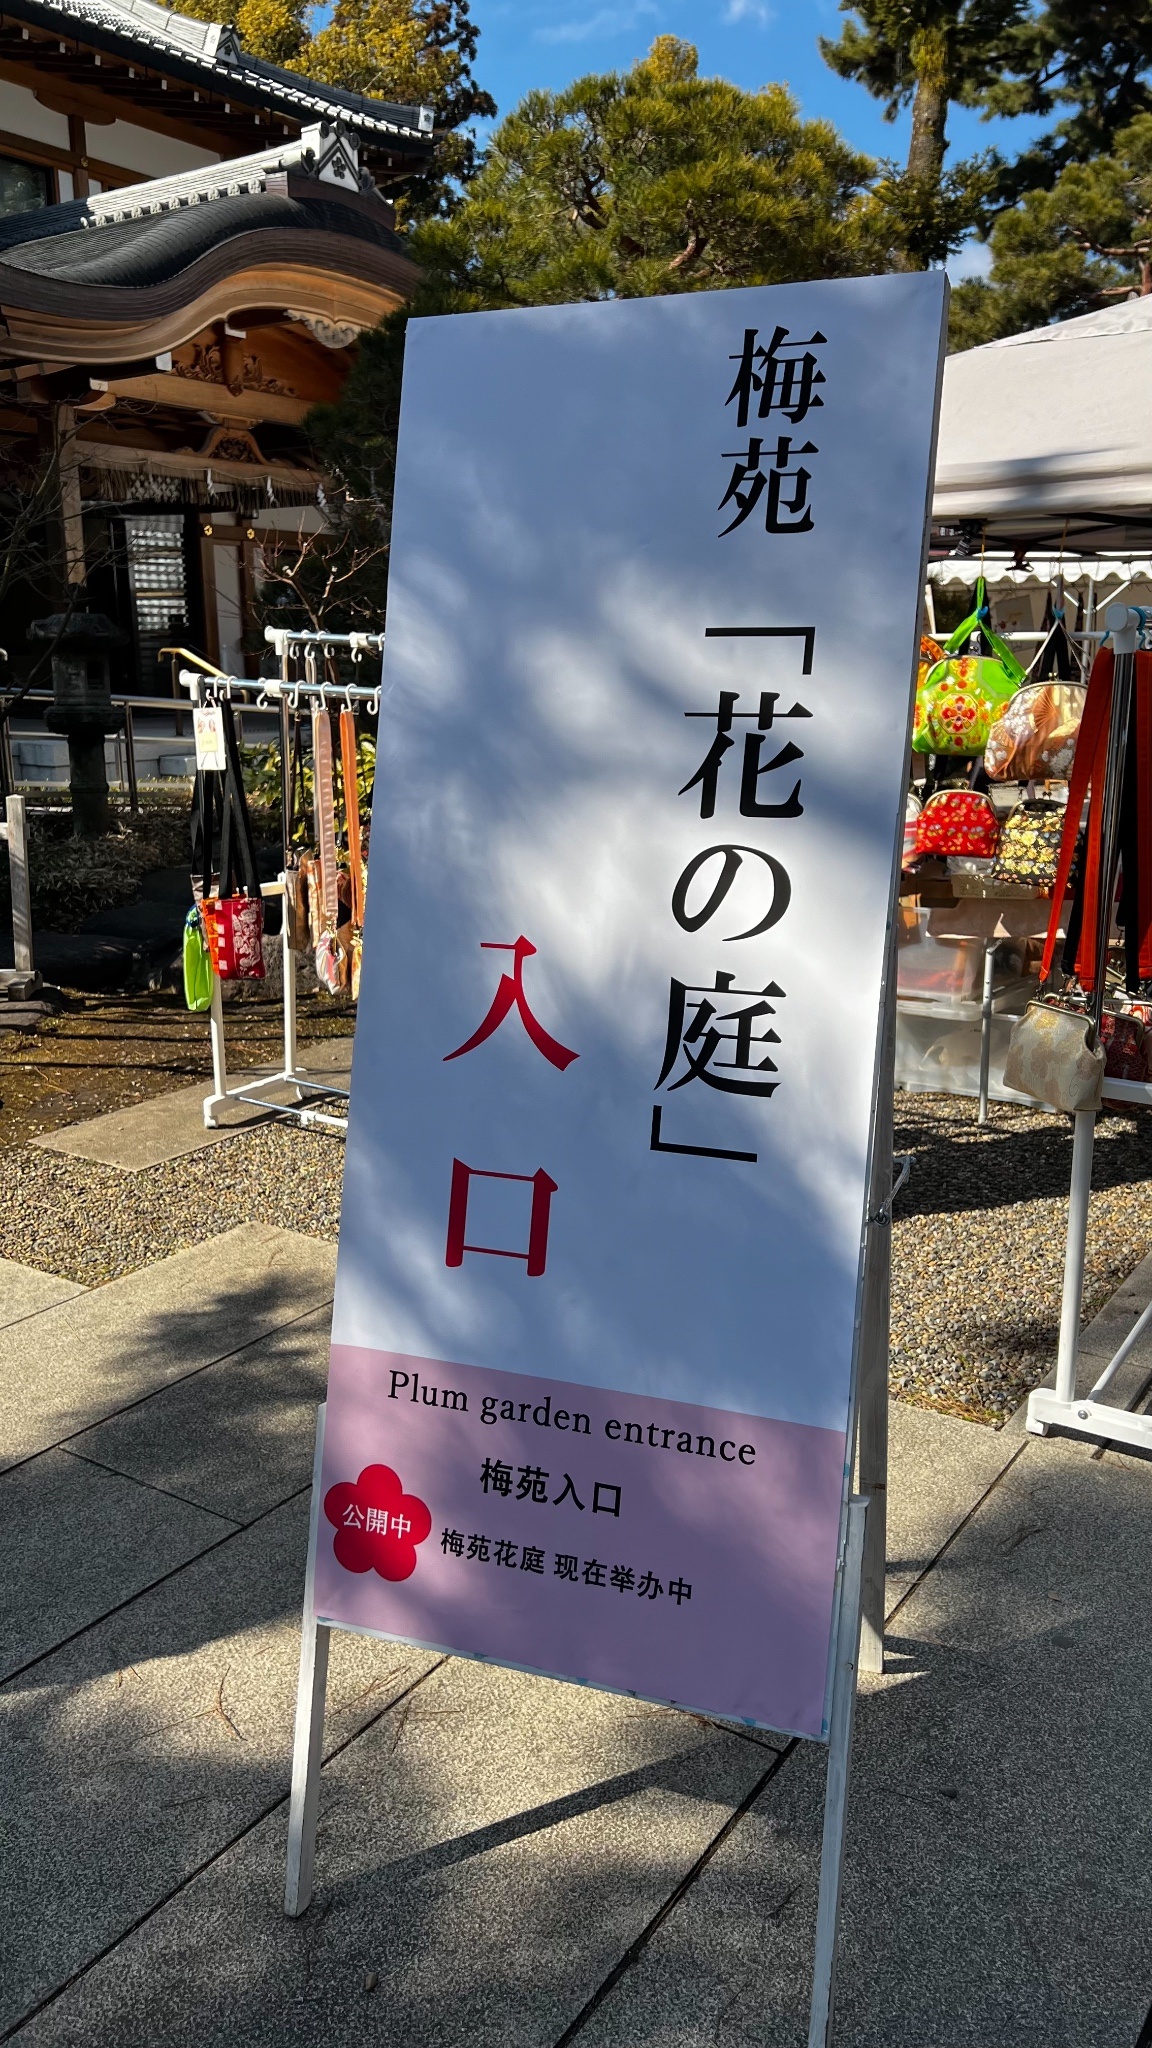 梅苑「花の庭」
入口
Plum garden entrance
梅苑入口
公開中
梅苑花庭 现在举办中